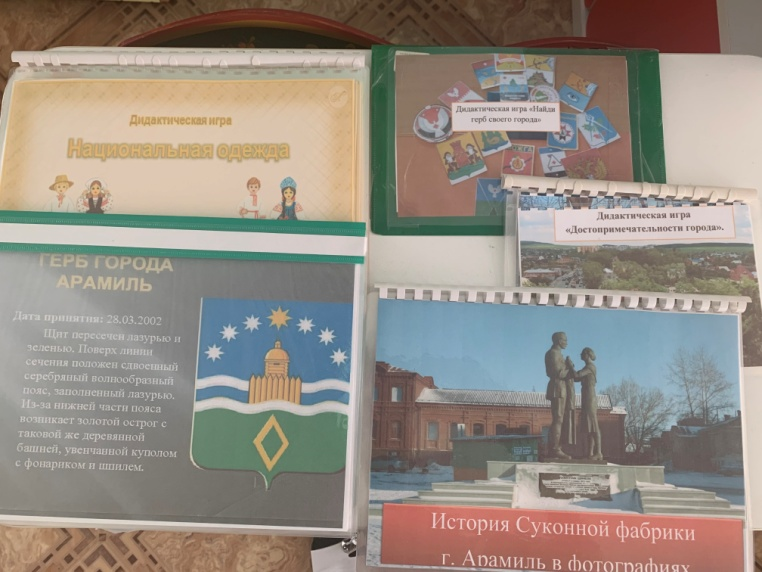 Дидактическая игра
Национальная одежда
Дидактическая игра «Найди
герб своего города»
Дидактическая игра
«Достопримечательности города».
ГЕРБ ГОРОДА
АРАМИЛЬ
Дата принятия: 28.03.2002
Щит пересечен лазурью и
зеленью. Поверх линии
сечения положен сдвоенный
серебряный волнообразный
пояс, заполненный лазурью.
Из-за нижней части пояса
возникает золотой острог с
таковой же деревянной
башней, увенчанной куполом
с фонариком и шпилем.
История Суконной фабрики
г. Арамиль в фотографиях